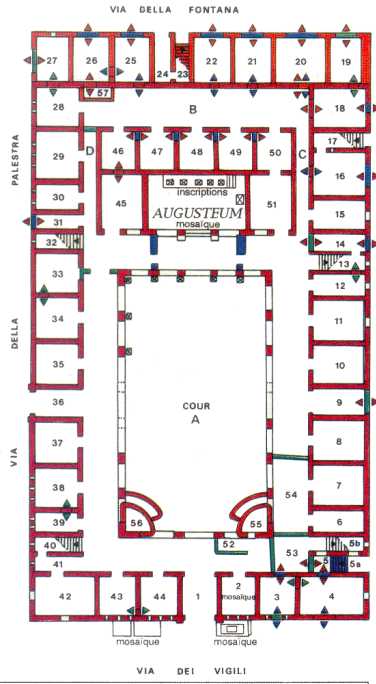 VIA DELLA FONTANA
27 26 25 24 23 22 21 20 19
57
28 B 18
17
D 46 47 48 49 50 C
29 16
inscriptions
30 45 AUGUSTEUM 51 15
mosaïque
31 14
32 13
33 12
34 11
35 10
36 9
COUR
A
37 8
38 7
54
39 56 55 6
40 52 5b
41 53 5 5a
42 43 44 1 2 3 4
mosaïque
mosaïque mosaïque
VIA DEI VIGILI
VIA DELLA PALESTRA